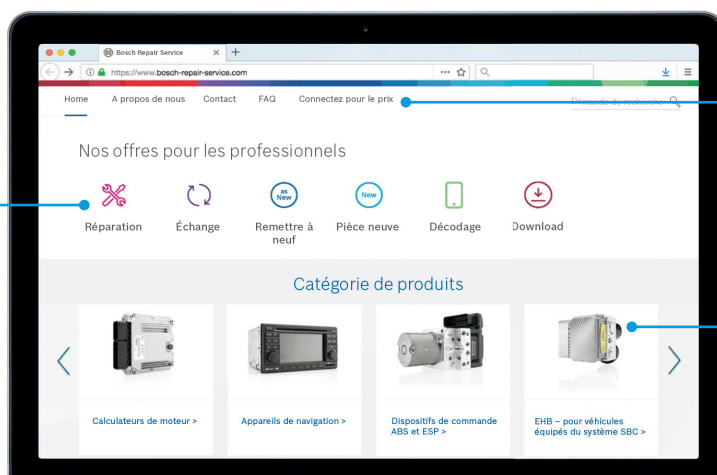 Bosch Repair Service
https://www.bosch-repair-service.com
Home A propos de nous Contact FAQ Connectez pour le prix Demande de recherche
Nos offres pour les professionnels
as New
New
Réparation Échange Remettre à neuf Pièce neuve Décodage Download
Catégorie de produits
Calculateurs de moteur >
Appareils de navigation >
Dispositifs de commande
ABS et ESP >
EHB – pour véhicules
équipés du système SBC >